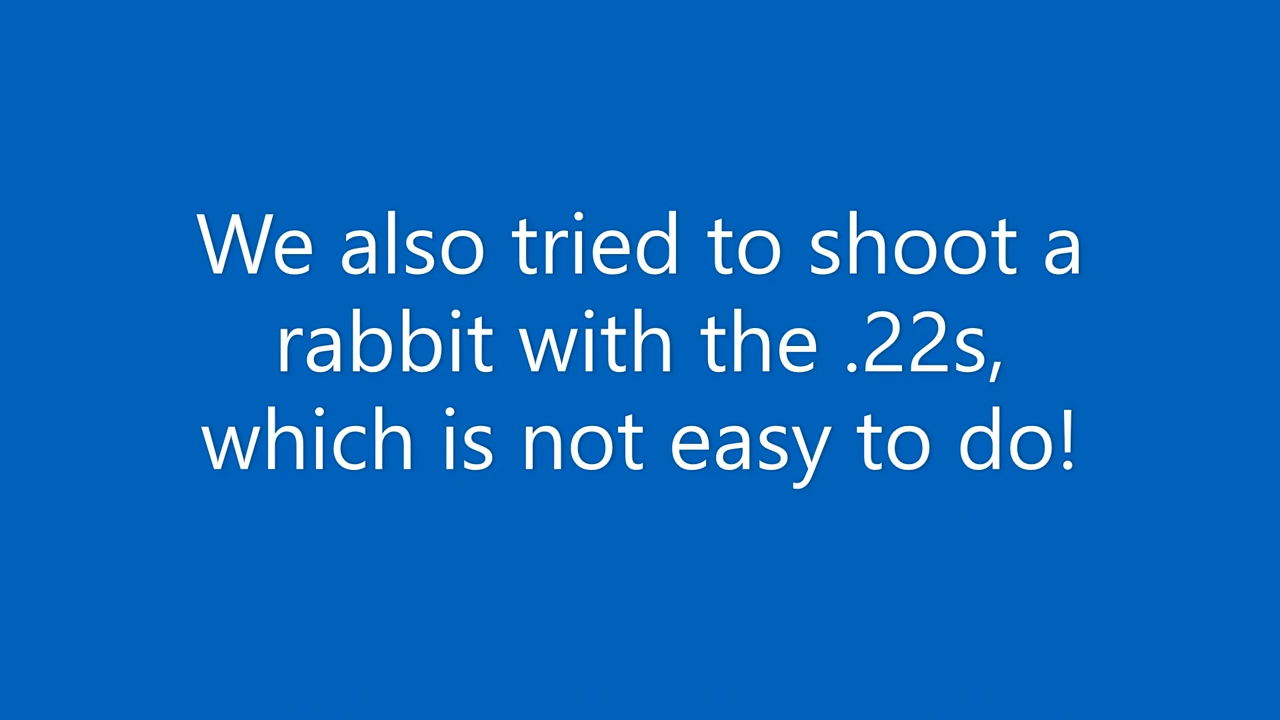 We also tried to shoot a
rabbit with the .22s,
which is not easy to do!